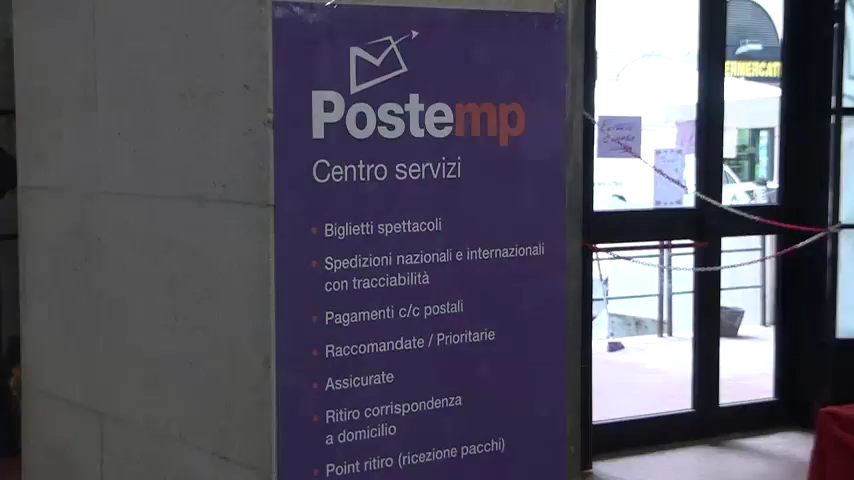 Postemp
Centro servizi
Biglietti spettacoli
Spedizioni nazionali e internazionali
con tracciabilità
Pagamenti c/c postali
Raccomandate / Prioritarie
Assicurate
Ritiro corrispondenza
a domicilio
Point ritiro (ricezione pacchi)
ERMERCATI